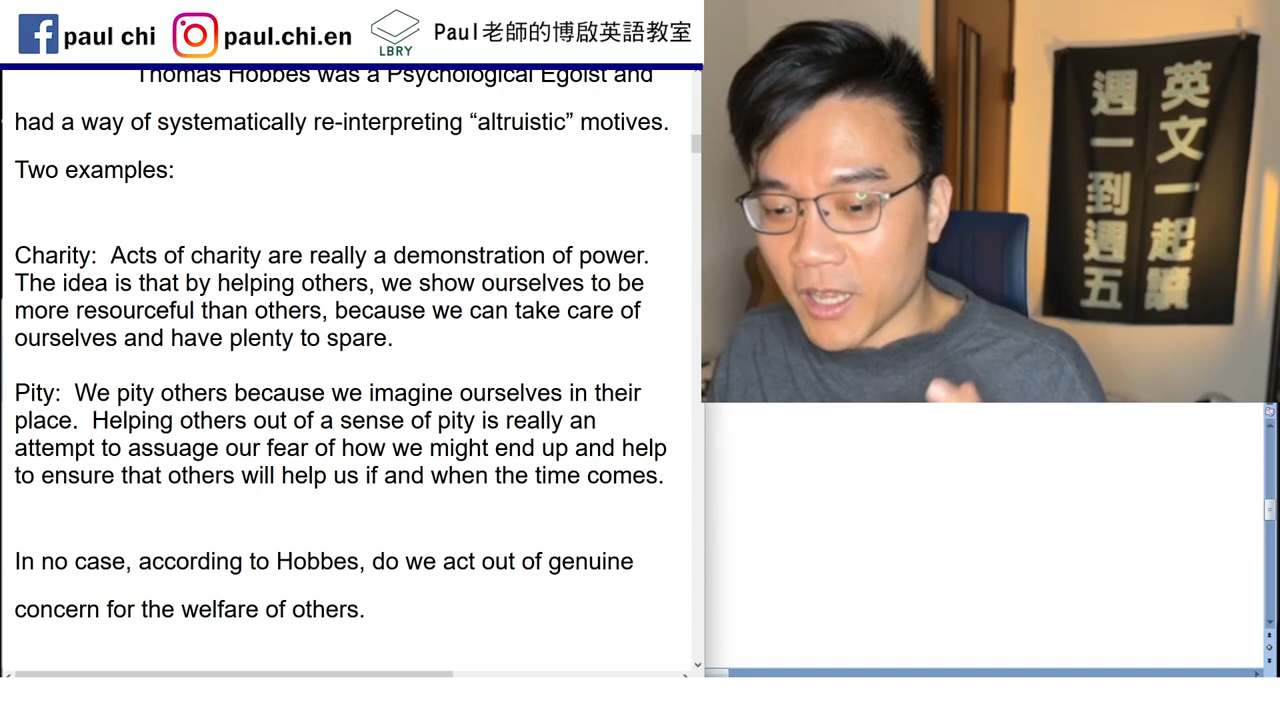 paul chi
paul.chi.en
LBRY
Paul老師的博啟英語教室
Thomas Hobbes was a Psychological Egoist and
had a way of systematically re-interpreting “altruistic” motives.
Two examples:
Charity:  Acts of charity are really a demonstration of power.
The idea is that by helping others, we show ourselves to be
more resourceful than others, because we can take care of
ourselves and have plenty to spare.
Pity:  We pity others because we imagine ourselves in their
place.  Helping others out of a sense of pity is really an
attempt to assuage our fear of how we might end up and help
to ensure that others will help us if and when the time comes.
In no case, according to Hobbes, do we act out of genuine
concern for the welfare of others.
英文一起讀
週一到週五